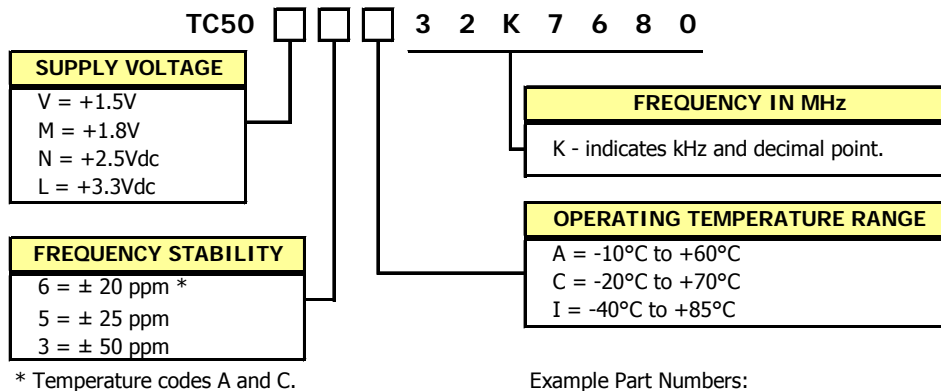 TC50 □ □ □ 3 2 K 7 6 8 0
SUPPLY VOLTAGE
V = +1.5V
M = +1.8V
N = +2.5Vdc
L = +3.3Vdc
FREQUENCY IN MHz
K - indicates kHz and decimal point.
FREQUENCY STABILITY
6 = ± 20 ppm *
5 = ± 25 ppm
3 = ± 50 ppm
OPERATING TEMPERATURE RANGE
A = -10°C to +60°C
C = -20°C to +70°C
I = -40°C to +85°C
* Temperature codes A and C.
Example Part Numbers: